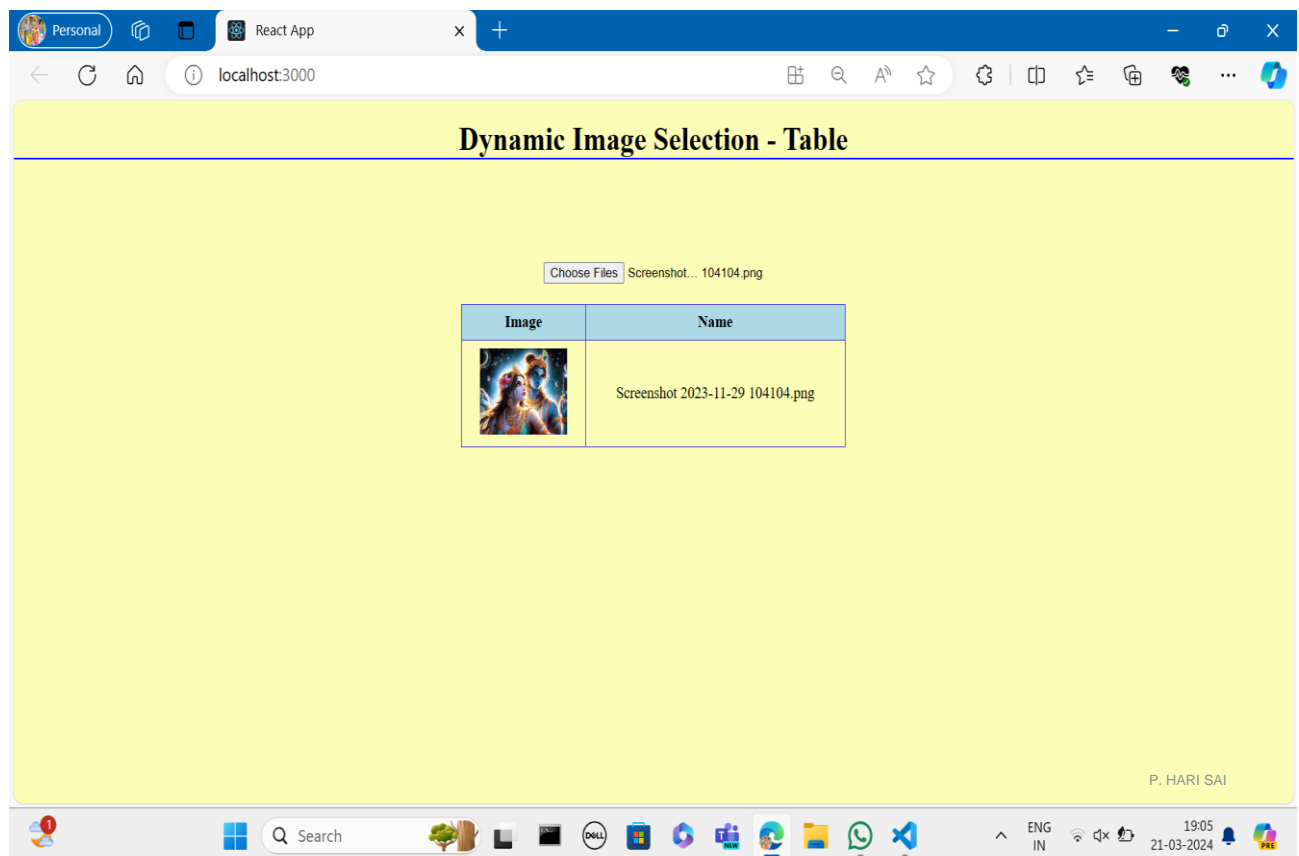 Personal
React App
localhost:3000
Dynamic Image Selection - Table
Choose Files Screenshot... 104104.png
Image Name
Screenshot 2023-11-29 104104.png
P. HARI SAI
1
Search
DELL
NEW
ENG
IN
19:05
21-03-2024
PRE